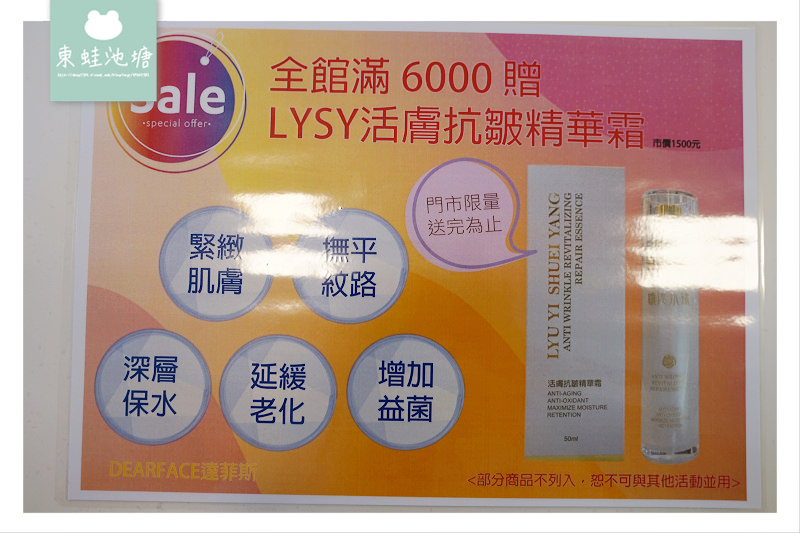 東蛙池塘
Sale
•special offer•
全館滿 6000 贈
LYSY活膚抗皺精華霜 市價1500元
門市限量
送完為止
緊緻
肌膚
撫平
紋路
深層
保水
延緩
老化
增加
益菌
LYU YI SHUEI YANG
ANTI WRINKLE REVITALIZING
REPAIR ESSENCE
活膚抗皺精華霜
ANTI-AGING
ANTI-OXIDANT
MAXIMIZE MOISTURE
RETENTION
50ml
DEARFACE達菲斯
<部分商品不列入，恕不可與其他活動並用>